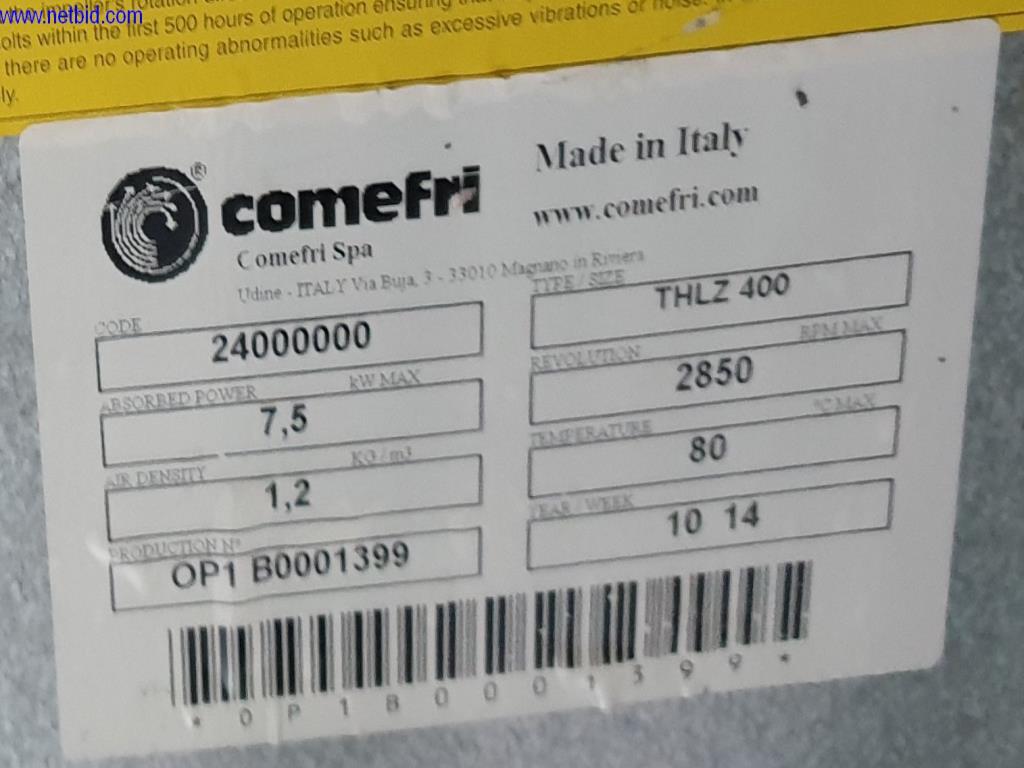 www.netbid.com
the impeller's rotation
olts within the first 500 hours of operation ensuring
there are no operating abnormalities such as excessive vibrations or noise.
ly.
® comefri
Made in Italy
www.comefri.com
Comefri Spa
Udine - ITALY Via Buja, 3 - 33010 Magnano in Riviera
CODE
24000000
TYPE / SIZE
THLZ 400
ABSORBED POWER kW MAX
7,5
REVOLUTION RPM MAX
2850
AIR DENSITY KG / m³
1,2
TEMPERATURE °C MAX
80
PRODUCTION N°
OP1 B0001399
YEAR / WEEK
10 14
* O P 1 B 0 0 0 1 3 9 9 *